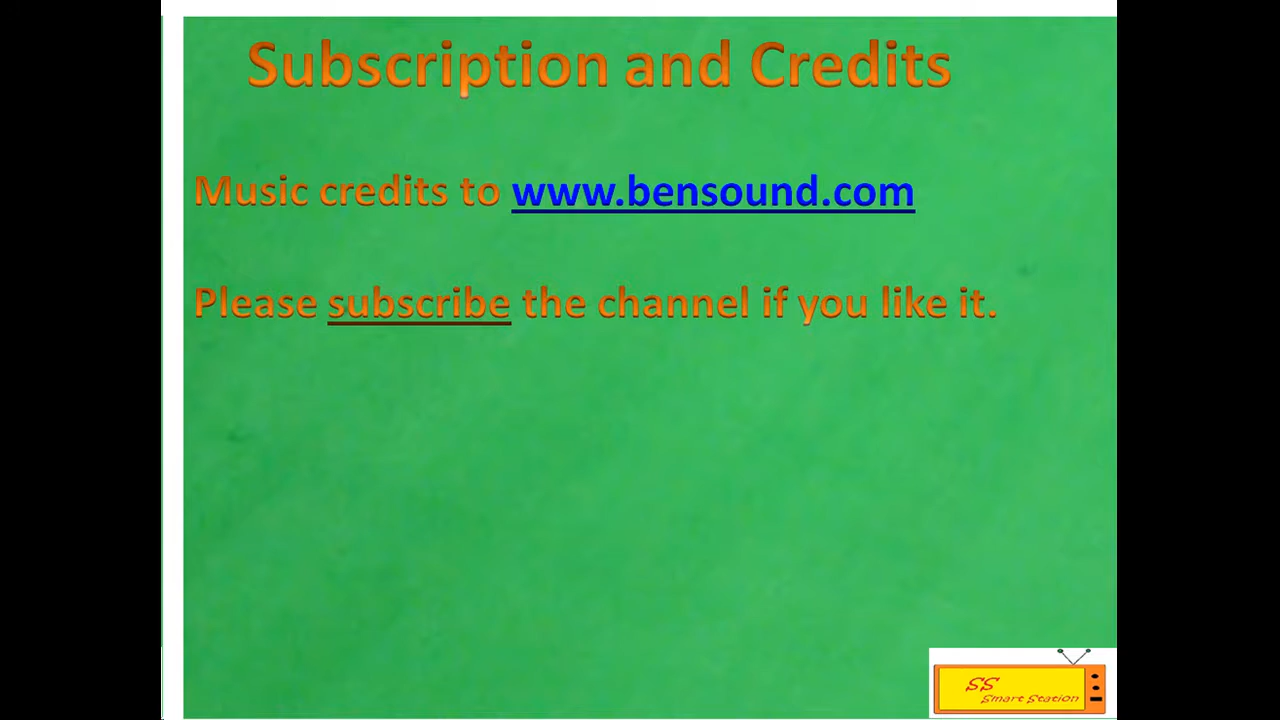 Subscription and Credits
Music credits to www.bensound.com
Please subscribe the channel if you like it.
SS
Smart Station